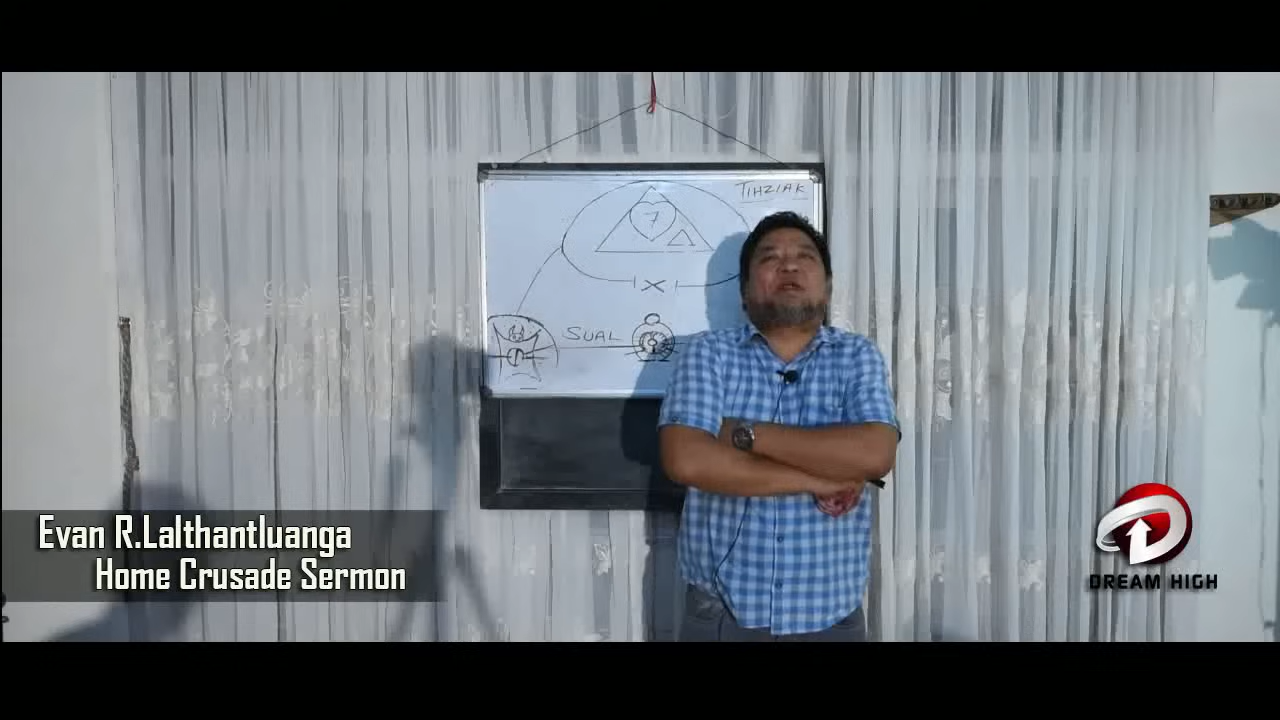 TIHZIAK
7
X
SUAL
Evan R.Lalthantluanga
Home Crusade Sermon
DREAM HIGH